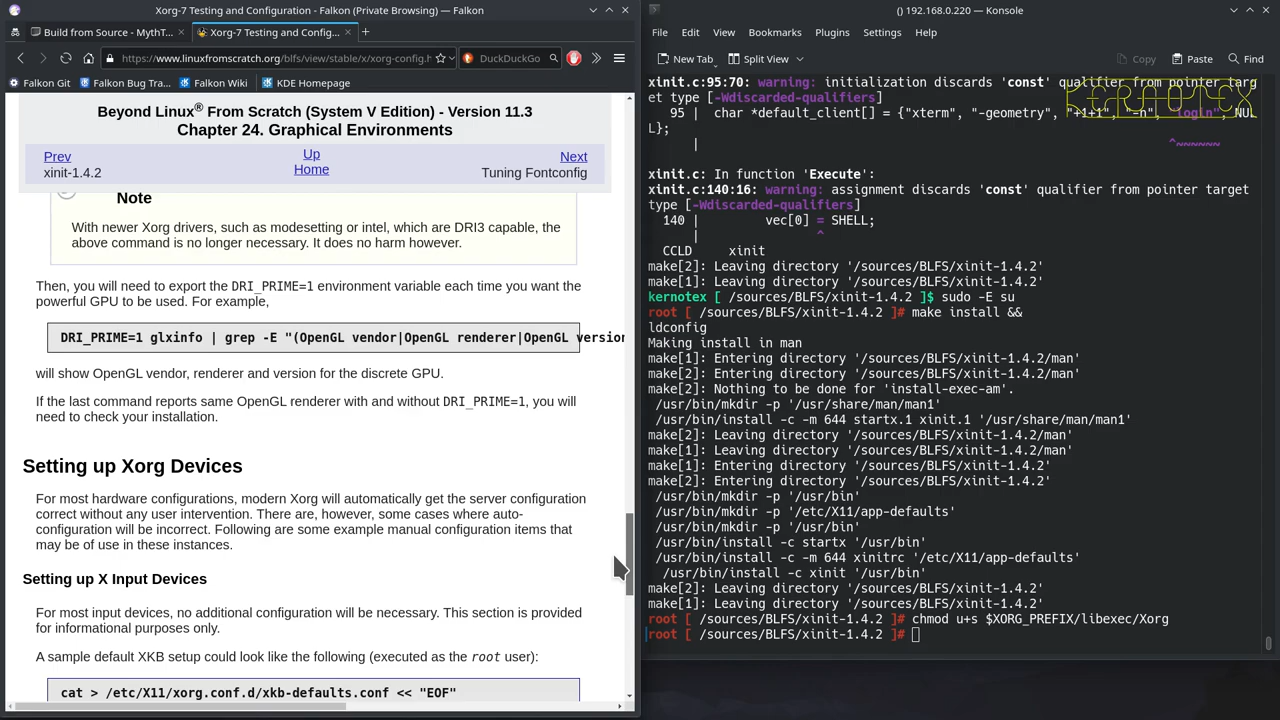 Xorg-7 Testing and Configuration - Falkon (Private Browsing) — Falkon
Build from Source - MythT...
Xorg-7 Testing and Config...
https://www.linuxfromscratch.org/blfs/view/stable/x/xorg-config.h
DuckDuckGo
Falkon Git
Falkon Bug Tra...
Falkon Wiki
KDE Homepage
Beyond Linux® From Scratch (System V Edition) - Version 11.3
Chapter 24. Graphical Environments
Prev
Up
Next
xinit-1.4.2
Home
Tuning Fontconfig
Note
With newer Xorg drivers, such as modesetting or intel, which are DRI3 capable, the
above command is no longer necessary. It does no harm however.
Then, you will need to export the DRI_PRIME=1 environment variable each time you want the
powerful GPU to be used. For example,
DRI_PRIME=1 glxinfo | grep -E "(OpenGL vendor|OpenGL renderer|OpenGL version
will show OpenGL vendor, renderer and version for the discrete GPU.
If the last command reports same OpenGL renderer with and without DRI_PRIME=1, you will
need to check your installation.
Setting up Xorg Devices
For most hardware configurations, modern Xorg will automatically get the server configuration
correct without any user intervention. There are, however, some cases where auto-
configuration will be incorrect. Following are some example manual configuration items that
may be of use in these instances.
Setting up X Input Devices
For most input devices, no additional configuration will be necessary. This section is provided
for informational purposes only.
A sample default XKB setup could look like the following (executed as the root user):
cat > /etc/X11/xorg.conf.d/xkb-defaults.conf << "EOF"
() 192.168.0.220 — Konsole
File Edit View Bookmarks Plugins Settings Help
New Tab
Split View
Copy
Paste
Find
KERNOTEX
xinit.c:95:70: warning: initialization discards 'const' qualifier from pointer targ
et type [-Wdiscarded-qualifiers]
95 | char *default_client[] = {"xterm", "-geometry", "+1+1", "-n", "login", NUL
L};
|
^~~~~~~
xinit.c: In function 'Execute':
xinit.c:140:16: warning: assignment discards 'const' qualifier from pointer target
type [-Wdiscarded-qualifiers]
140 | vec[0] = SHELL;
| ^
CCLD xinit
make[2]: Leaving directory '/sources/BLFS/xinit-1.4.2'
make[1]: Leaving directory '/sources/BLFS/xinit-1.4.2'
kernotex [ /sources/BLFS/xinit-1.4.2 ]$ sudo -E su
root [ /sources/BLFS/xinit-1.4.2 ]# make install &&
ldconfig
Making install in man
make[1]: Entering directory '/sources/BLFS/xinit-1.4.2/man'
make[2]: Entering directory '/sources/BLFS/xinit-1.4.2/man'
make[2]: Nothing to be done for 'install-exec-am'.
/usr/bin/mkdir -p '/usr/share/man/man1'
/usr/bin/install -c -m 644 startx.1 xinit.1 '/usr/share/man/man1'
make[2]: Leaving directory '/sources/BLFS/xinit-1.4.2/man'
make[1]: Leaving directory '/sources/BLFS/xinit-1.4.2/man'
make[1]: Entering directory '/sources/BLFS/xinit-1.4.2'
make[2]: Entering directory '/sources/BLFS/xinit-1.4.2'
/usr/bin/mkdir -p '/usr/bin'
/usr/bin/mkdir -p '/etc/X11/app-defaults'
/usr/bin/mkdir -p '/usr/bin'
/usr/bin/install -c startx '/usr/bin'
/usr/bin/install -c -m 644 xinitrc '/etc/X11/app-defaults'
/usr/bin/install -c xinit '/usr/bin'
make[2]: Leaving directory '/sources/BLFS/xinit-1.4.2'
make[1]: Leaving directory '/sources/BLFS/xinit-1.4.2'
root [ /sources/BLFS/xinit-1.4.2 ]# chmod u+s $XORG_PREFIX/libexec/Xorg
root [ /sources/BLFS/xinit-1.4.2 ]#